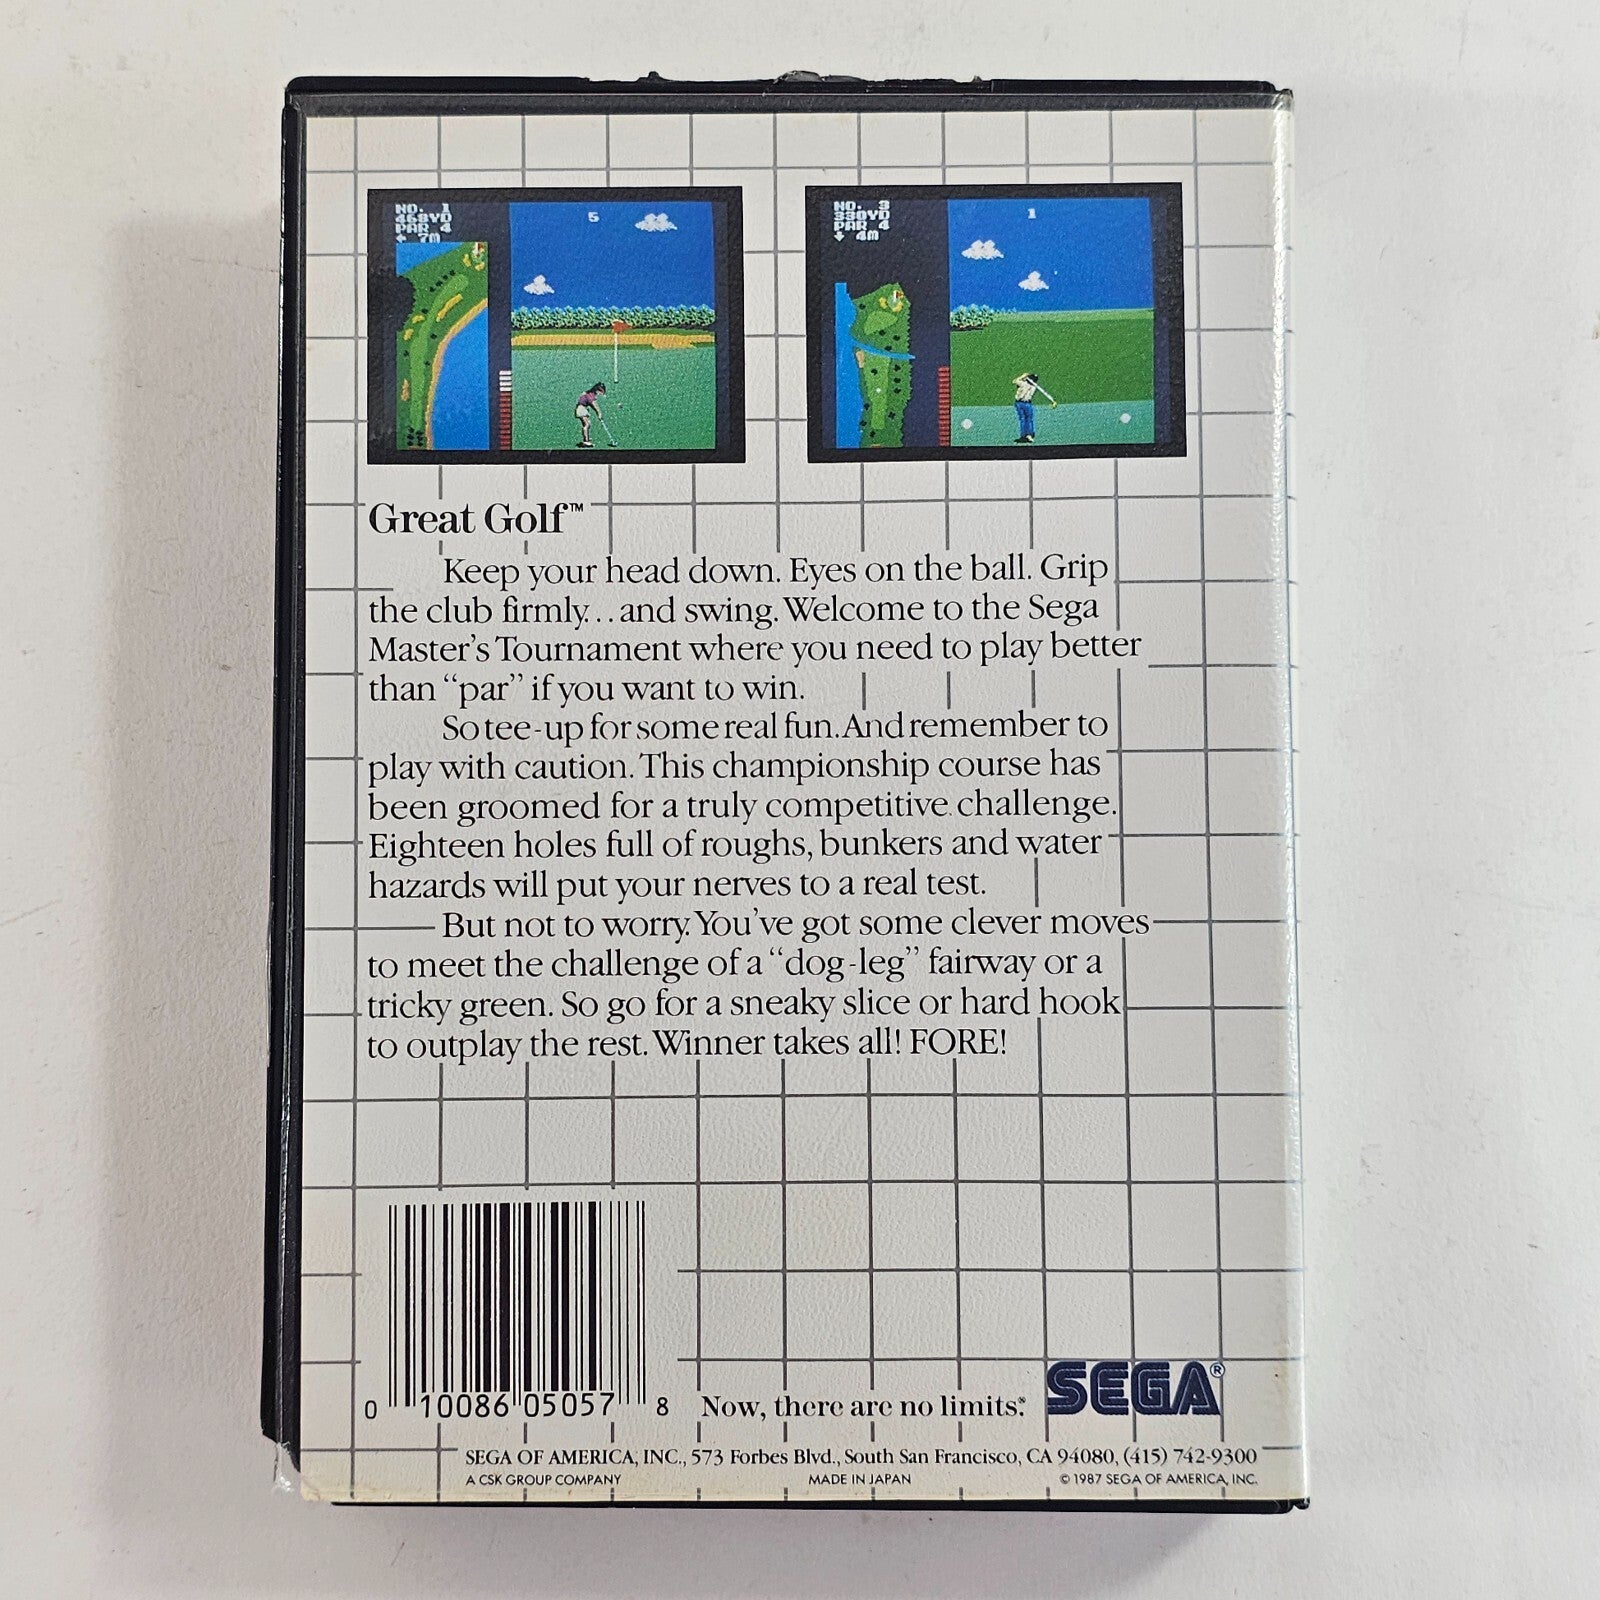 NO. 1
468YD
PAR 4
← 7M
5
NO. 3
330YD
PAR 4
↓ 4M
1
Great Golf™
Keep your head down. Eyes on the ball. Grip
the club firmly...and swing. Welcome to the Sega
Master's Tournament where you need to play better
than "par" if you want to win.
So tee-up for some real fun. And remember to
play with caution. This championship course has
been groomed for a truly competitive challenge.
Eighteen holes full of roughs, bunkers and water
hazards will put your nerves to a real test.
But not to worry. You've got some clever moves
to meet the challenge of a "dog-leg" fairway or a
tricky green. So go for a sneaky slice or hard hook
to outplay the rest. Winner takes all! FORE!
0 10086 05057 8
Now, there are no limits.®
SEGA®
SEGA OF AMERICA, INC., 573 Forbes Blvd., South San Francisco, CA 94080, (415) 742-9300
A CSK GROUP COMPANY MADE IN JAPAN © 1987 SEGA OF AMERICA, INC.